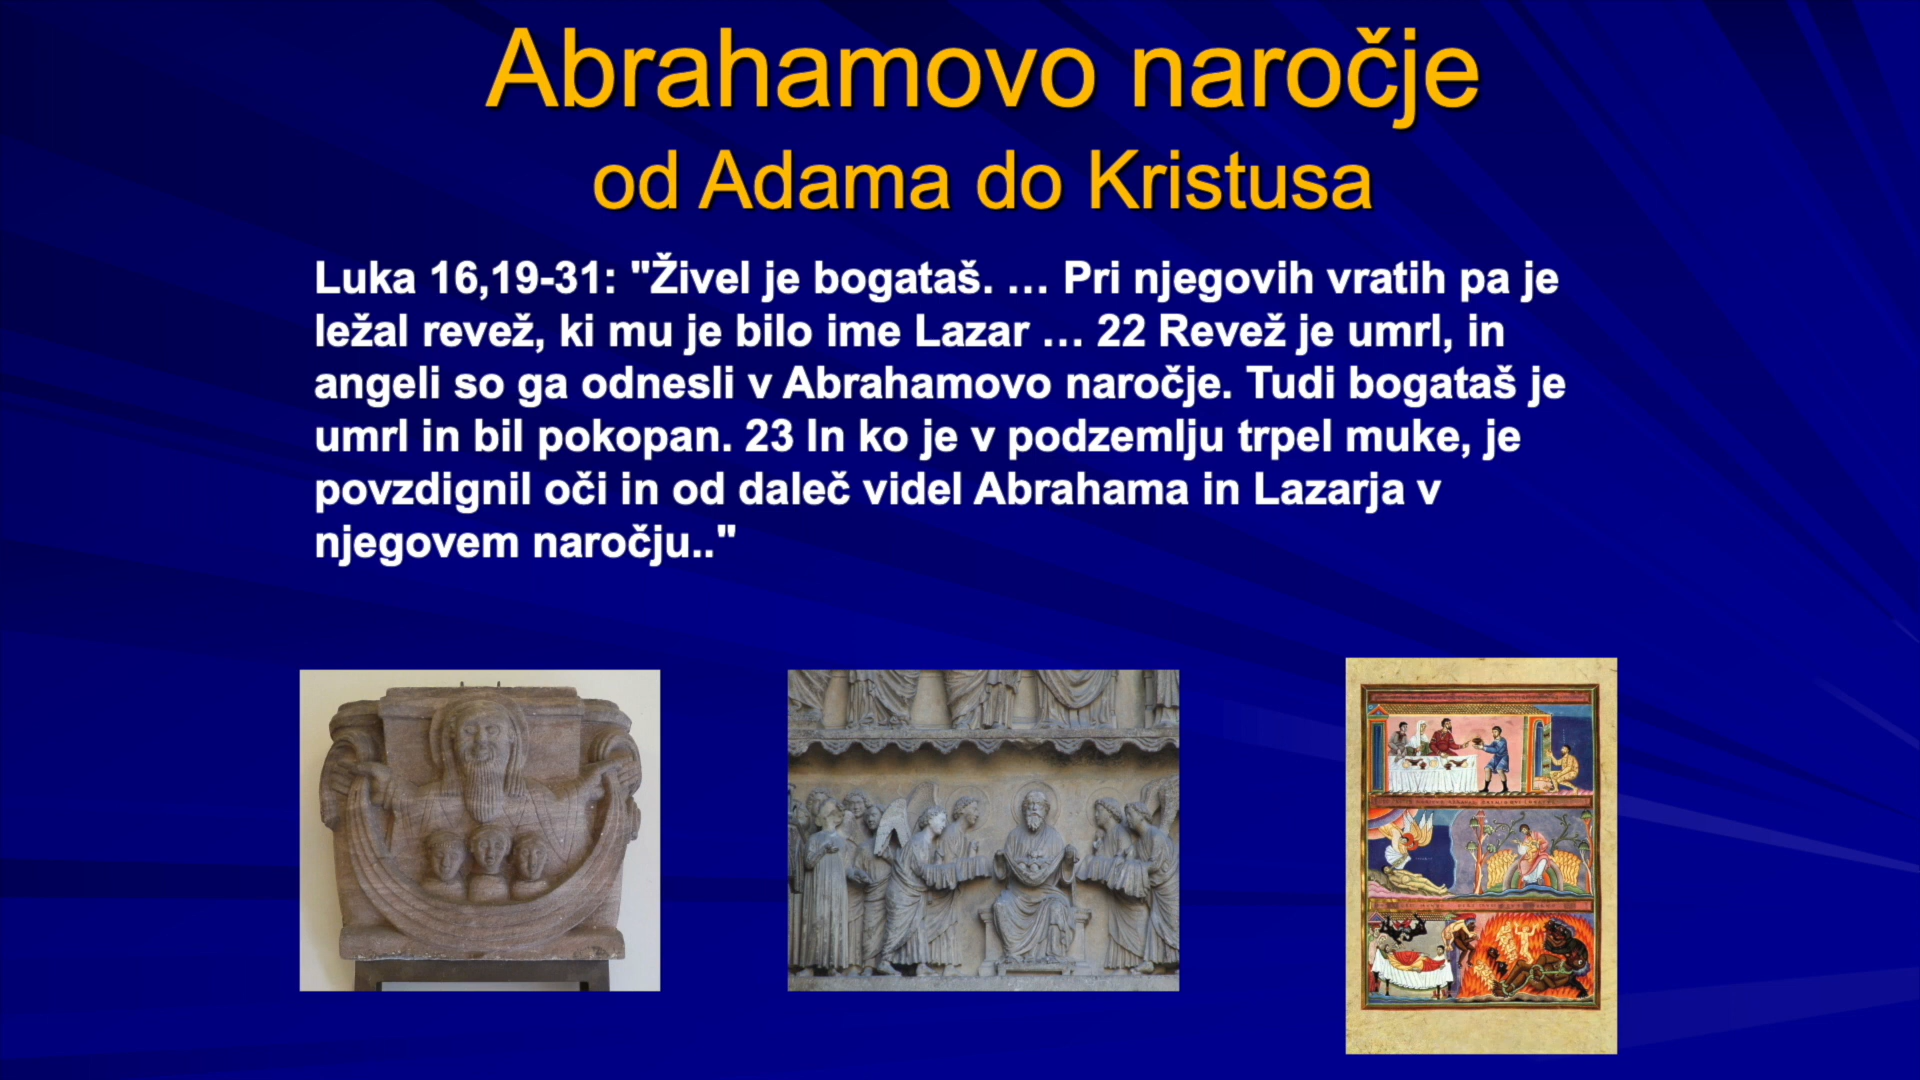 Abrahamovo naročje
od Adama do Kristusa
Luka 16,19-31: "Živel je bogataš. … Pri njegovih vratih pa je
ležal revež, ki mu je bilo ime Lazar … 22 Revež je umrl, in
angeli so ga odnesli v Abrahamovo naročje. Tudi bogataš je
umrl in bil pokopan. 23 In ko je v podzemlju trpel muke, je
povzdignil oči in od daleč videl Abrahama in Lazarja v
njegovem naročju.."